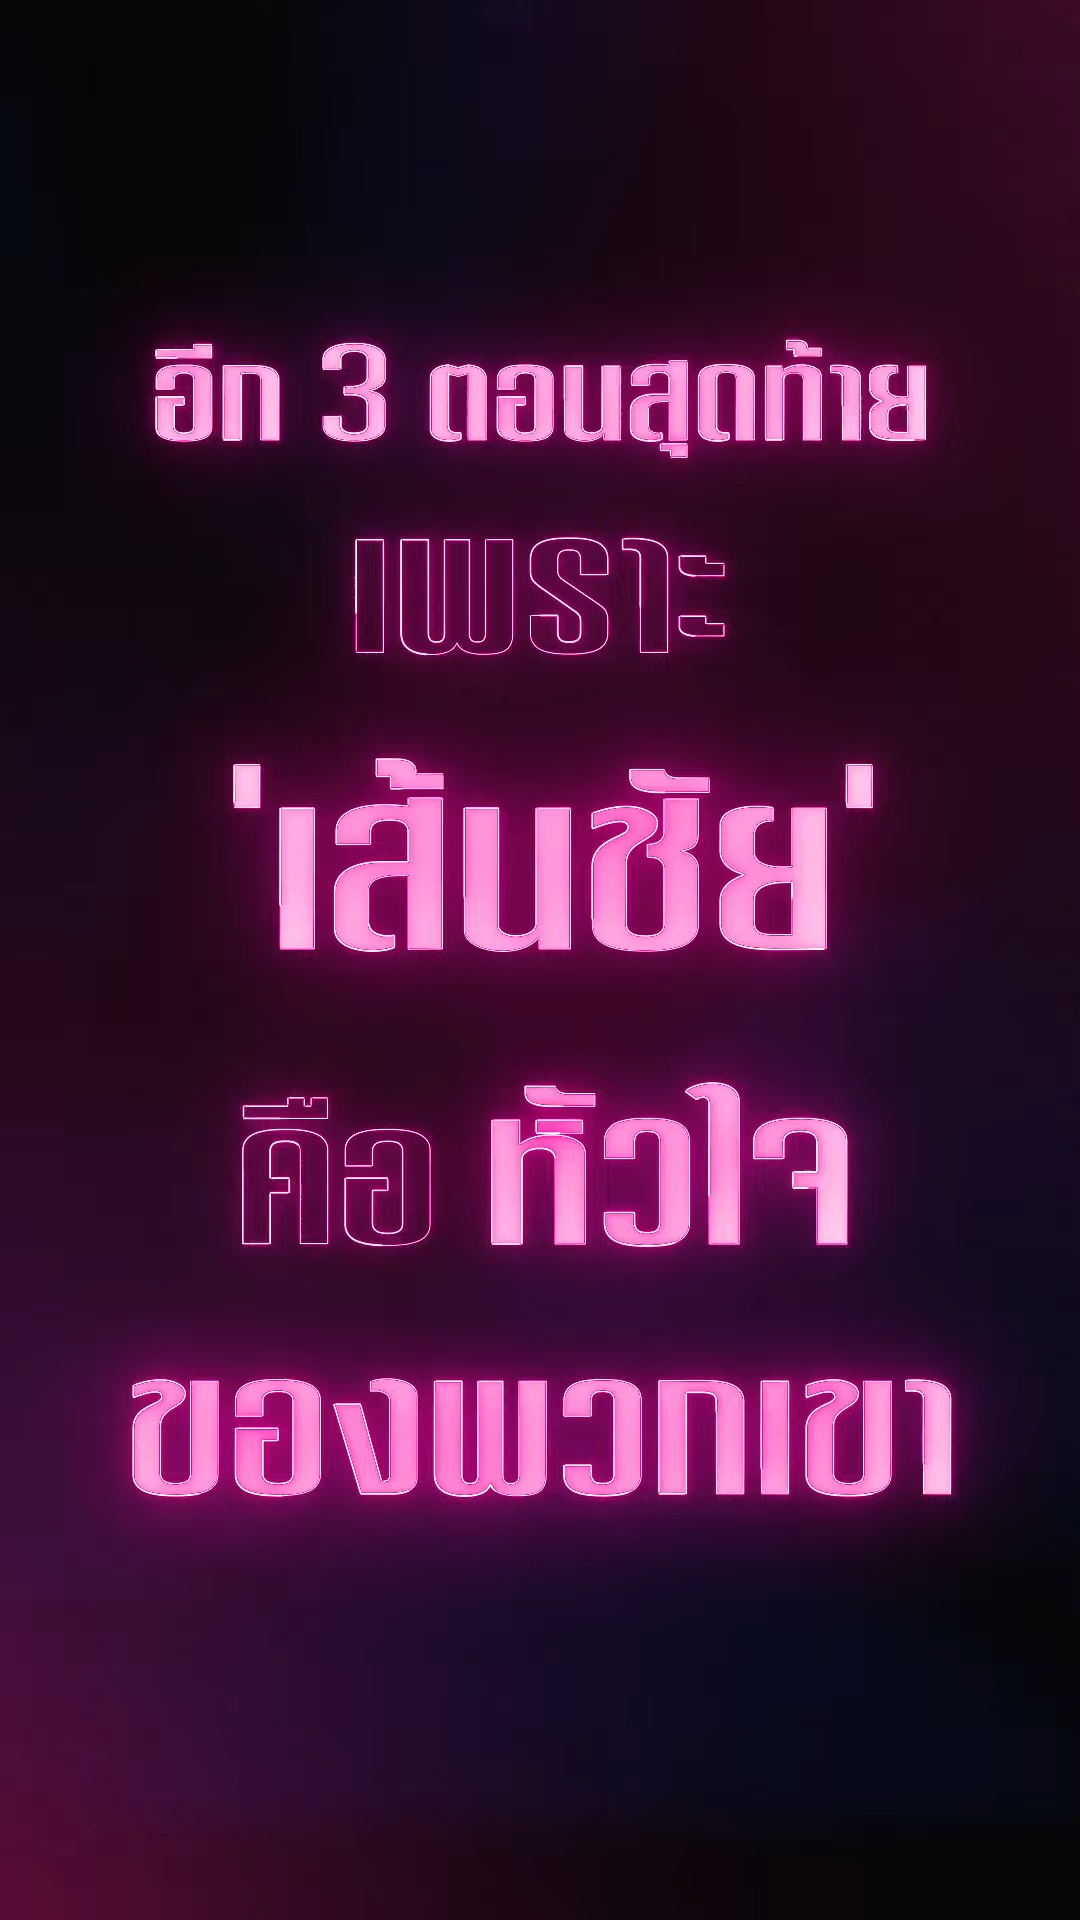 อีก 3 ตอนสุดท้าย
เพราะ
'เส้นชัย'
คือ หัวใจ
ของพวกเขา